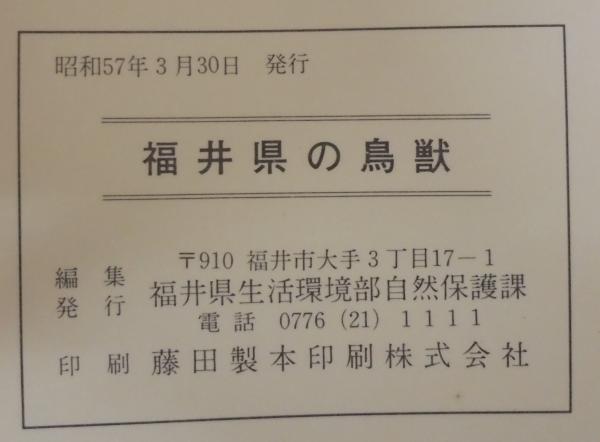 昭和57年3月30日 発行
福井県の鳥獣
〒910 福井市大手3丁目17−1
編集
発行 福井県生活環境部自然保護課
電話 0776 (21) 1111
印刷 藤田製本印刷株式会社